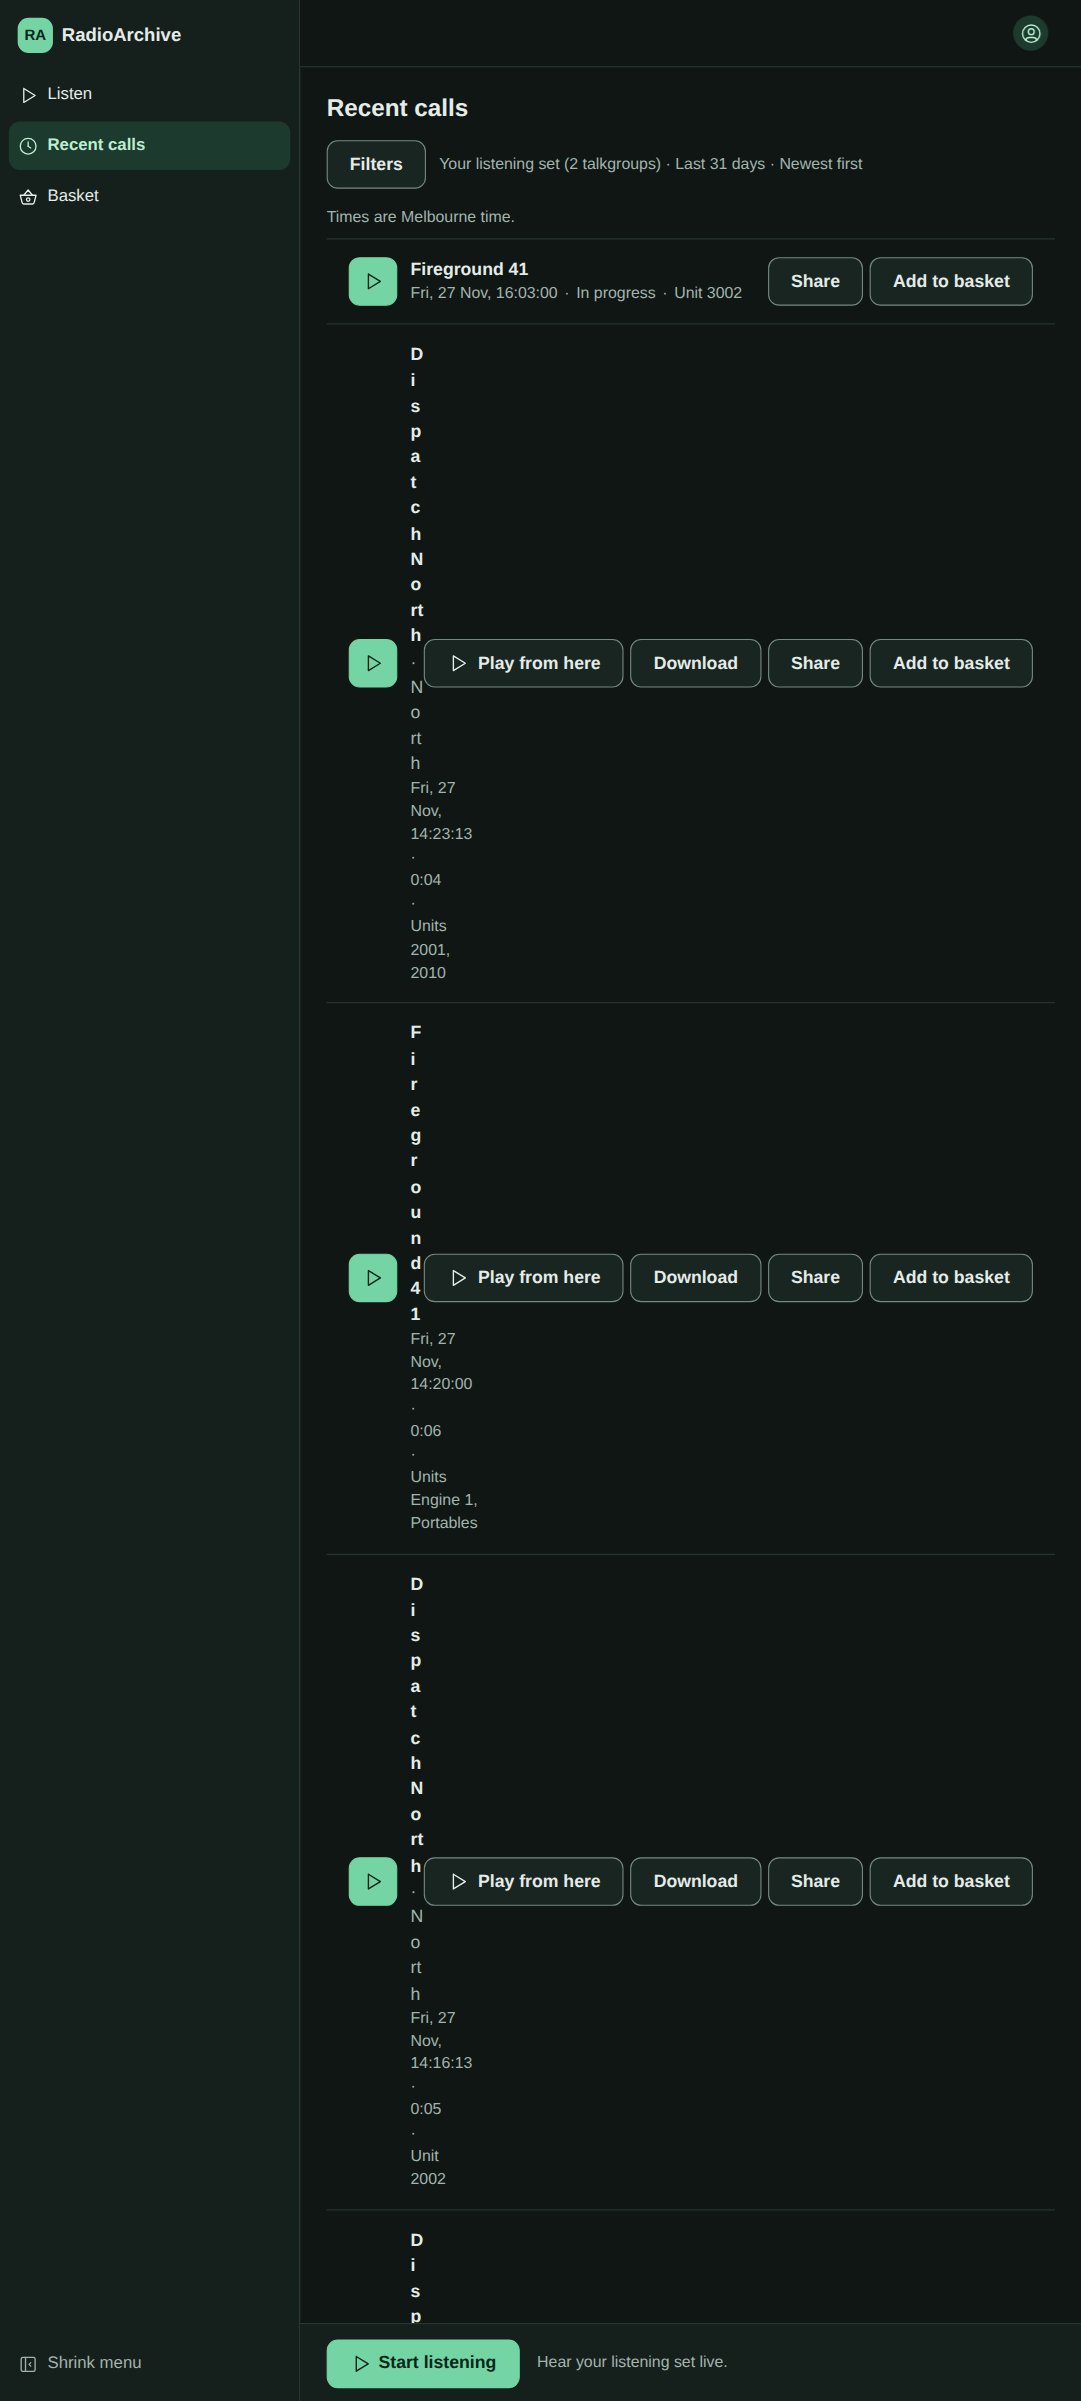 RA RadioArchive
Listen
Recent calls
Basket
Recent calls
Filters Your listening set (2 talkgroups) · Last 31 days · Newest first
Times are Melbourne time.
Fireground 41
Fri, 27 Nov, 16:03:00 · In progress · Unit 3002
Share Add to basket
D
i
s
p
a
t
c
h
N
o
rt
h
·
N
o
rt
h
Fri, 27
Nov,
14:23:13
·
0:04
·
Units
2001,
2010
Play from here Download Share Add to basket
F
i
r
e
g
r
o
u
n
d
4
1
Fri, 27
Nov,
14:20:00
·
0:06
·
Units
Engine 1,
Portables
Play from here Download Share Add to basket
D
i
s
p
a
t
c
h
N
o
rt
h
·
N
o
rt
h
Fri, 27
Nov,
14:16:13
·
0:05
·
Unit
2002
Play from here Download Share Add to basket
D
i
s
p
Shrink menu
Start listening Hear your listening set live.